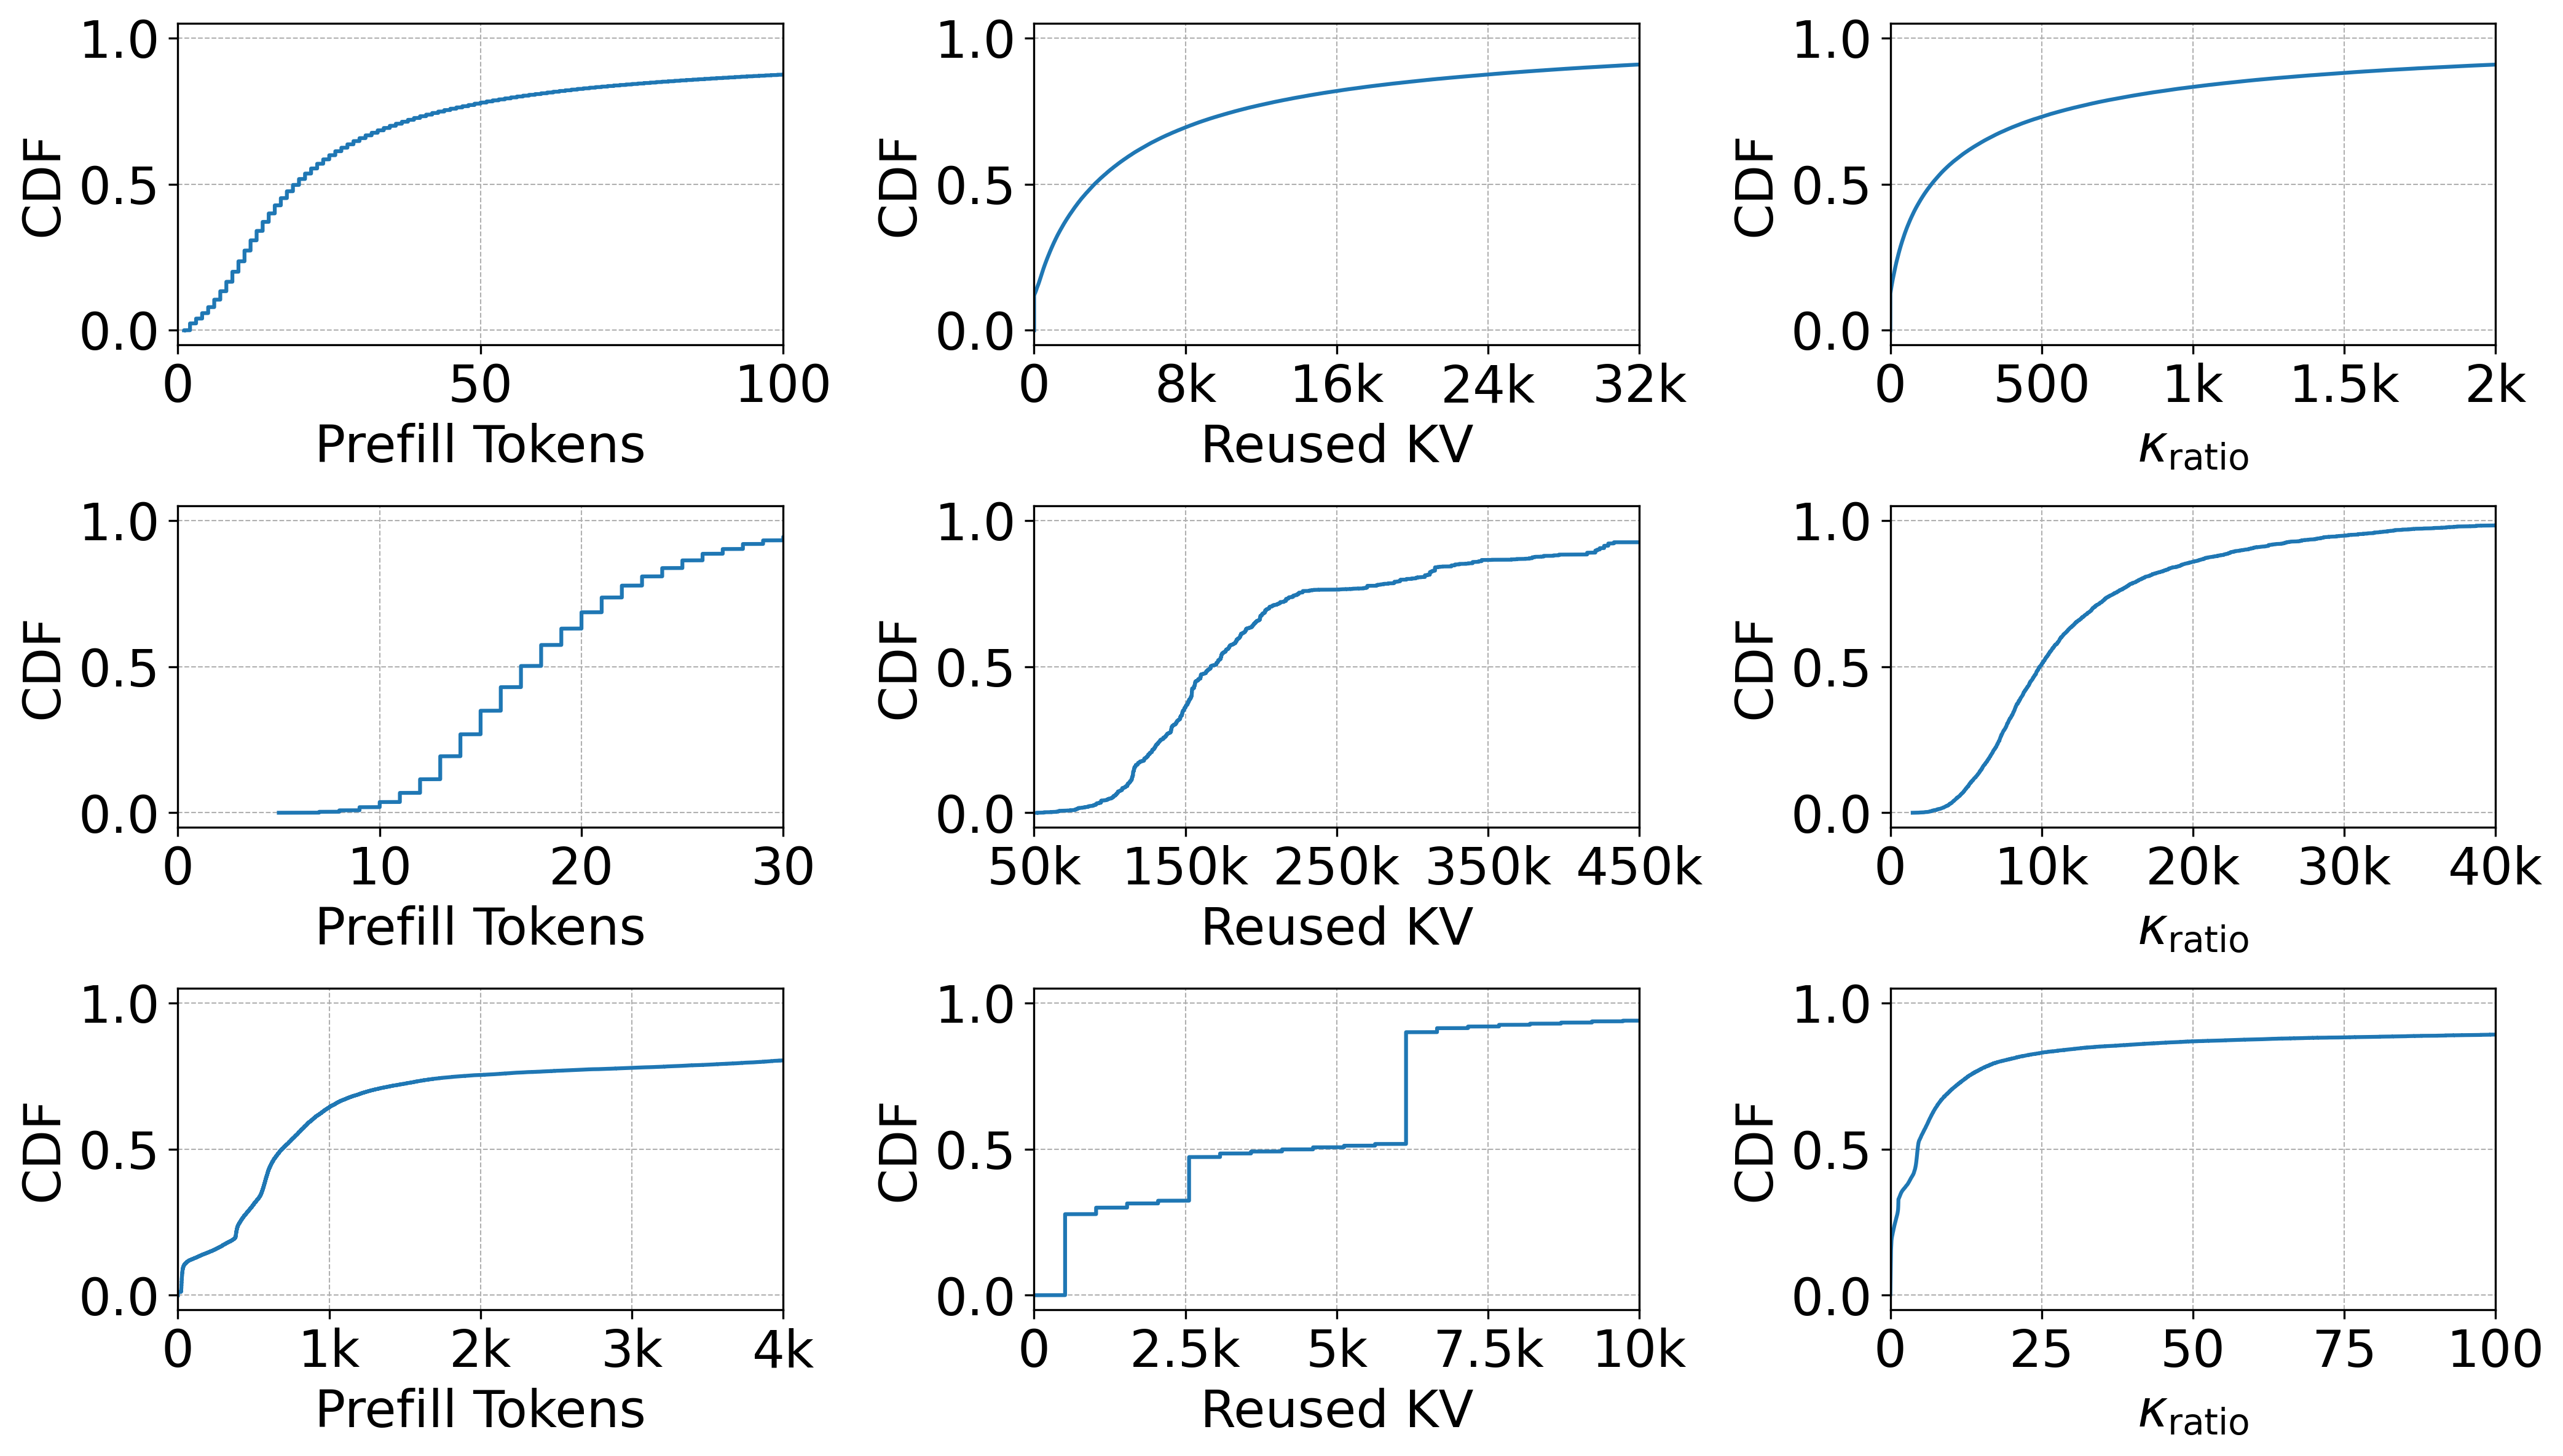 CDF
1.0
0.5
0.0
0 50 100
Prefill Tokens
CDF
1.0
0.5
0.0
0 8k 16k 24k 32k
Reused KV
CDF
1.0
0.5
0.0
0 500 1k 1.5k 2k
κratio
CDF
1.0
0.5
0.0
0 10 20 30
Prefill Tokens
CDF
1.0
0.5
0.0
50k 150k 250k 350k 450k
Reused KV
CDF
1.0
0.5
0.0
0 10k 20k 30k 40k
κratio
CDF
1.0
0.5
0.0
0 1k 2k 3k 4k
Prefill Tokens
CDF
1.0
0.5
0.0
0 2.5k 5k 7.5k 10k
Reused KV
CDF
1.0
0.5
0.0
0 25 50 75 100
κratio